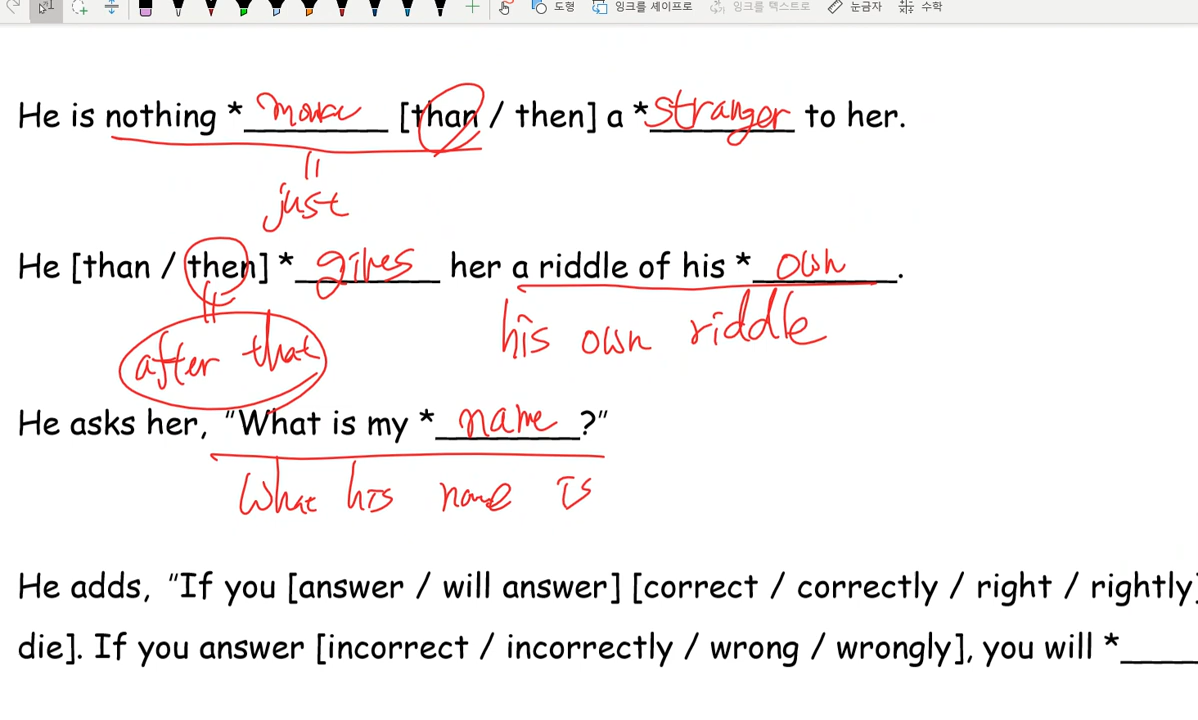 도형 잉크를 셰이프로 잉크를 텍스트로 눈금자 수학
He is nothing * more [than / then] a *stranger to her.
just
He [than / then] * gives her a riddle of his * own.
after that his own riddle
He asks her, "What is my * name?"
What his name is
He adds, "If you [answer / will answer] [correct / correctly / right / rightly]
die]. If you answer [incorrect / incorrectly / wrong / wrongly], you will *